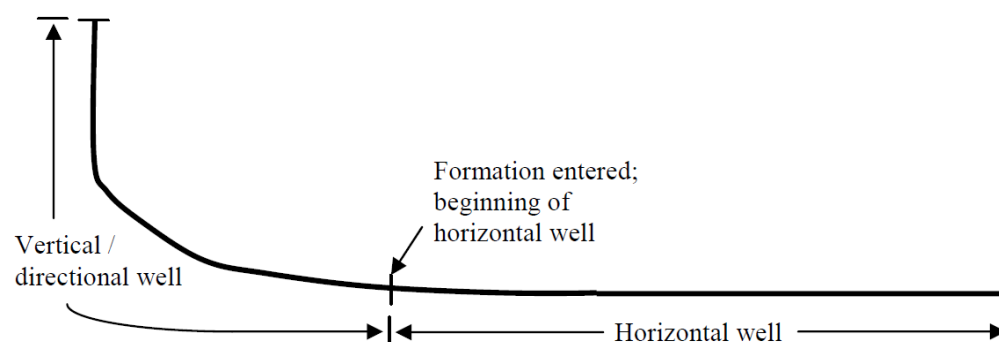 Formation entered;
beginning of
horizontal well
Vertical /
directional well
Horizontal well